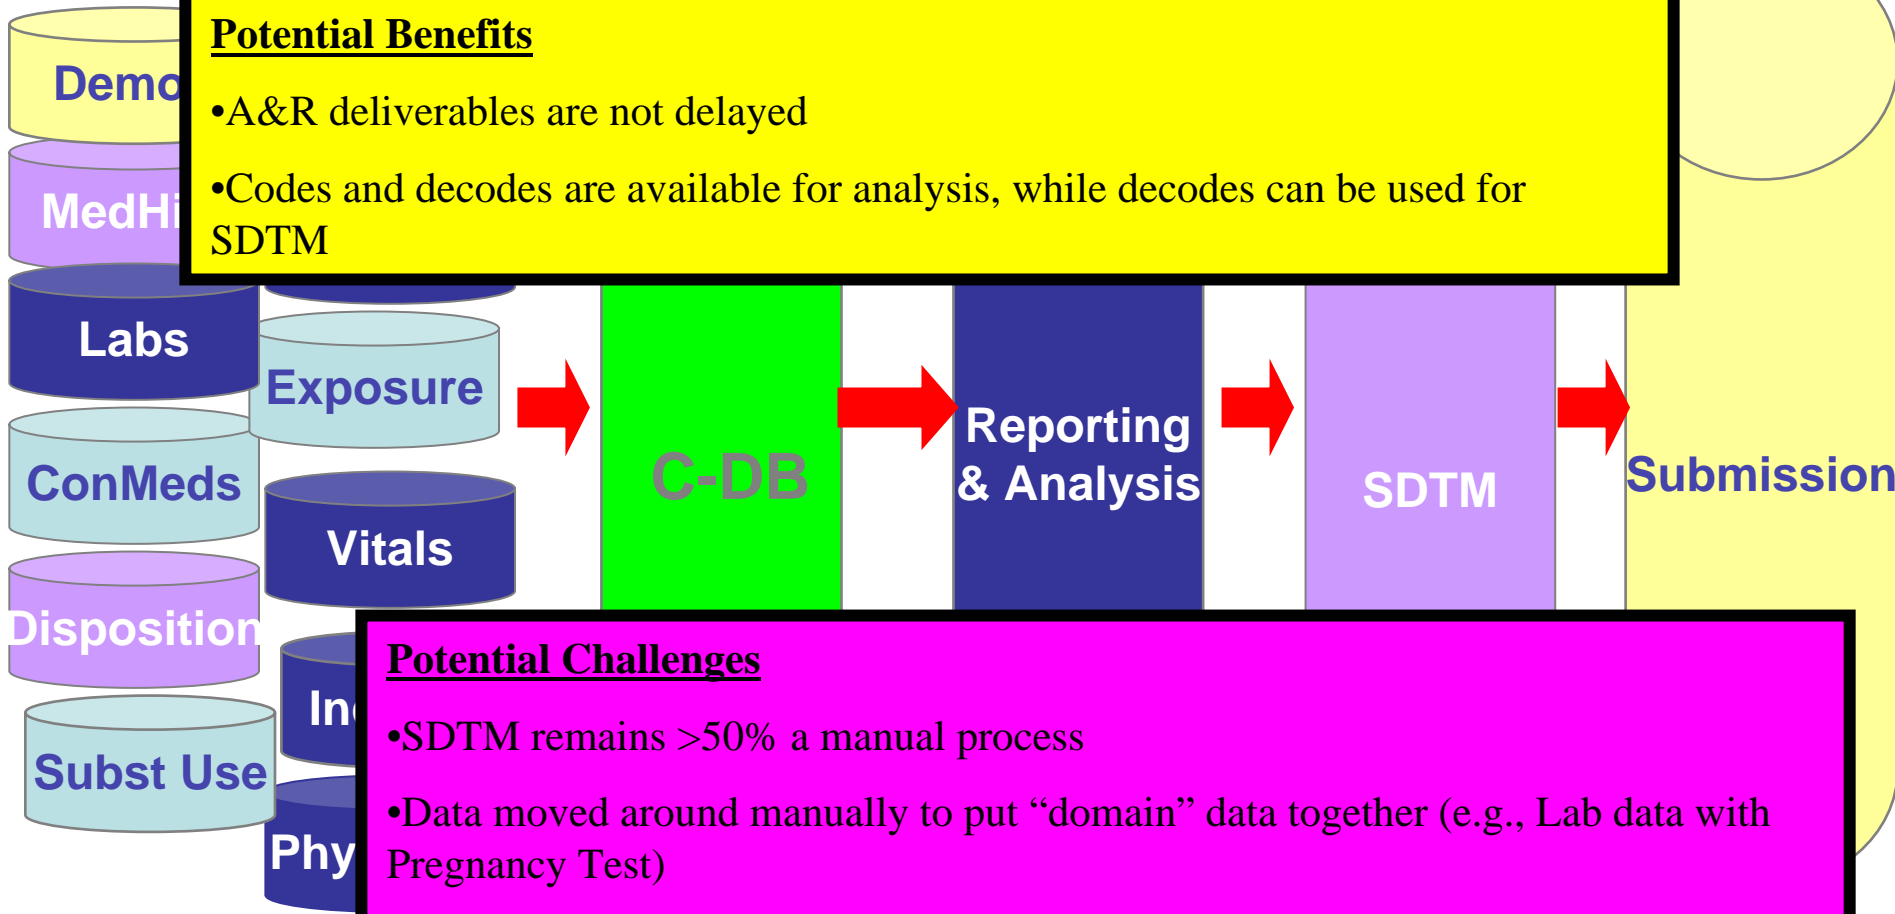 Potential Benefits
•A&R deliverables are not delayed
•Codes and decodes are available for analysis, while decodes can be used for
SDTM
Demo
MedHi
Labs
Exposure
ConMeds
Vitals
Disposition
Subst Use
C-DB
Reporting
& Analysis
SDTM
Submission
Potential Challenges
•SDTM remains >50% a manual process
•Data moved around manually to put “domain” data together (e.g., Lab data with
Pregnancy Test)
In
Phy